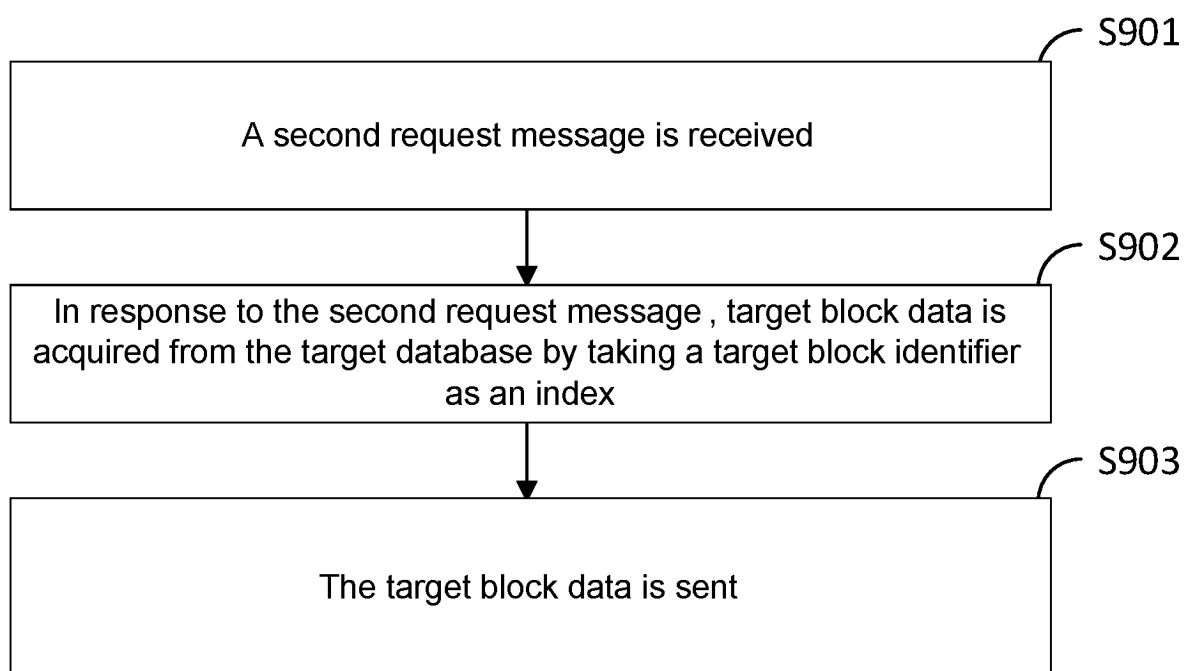 S901
A second request message is received
S902
In response to the second request message , target block data is
acquired from the target database by taking a target block identifier
as an index
S903
The target block data is sent